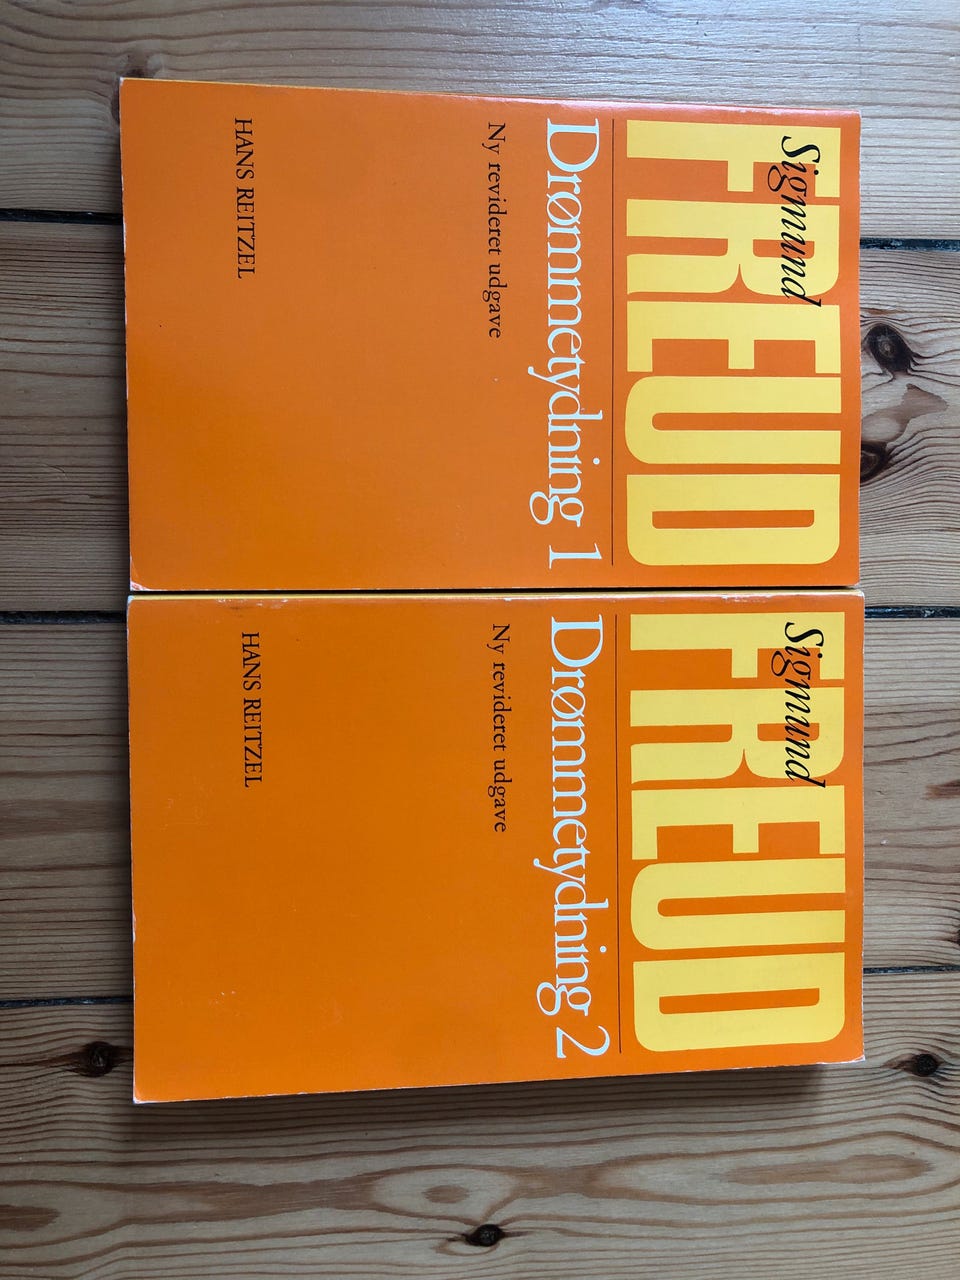 Sigmund
FREUD
Drømmetydning 1
Ny revideret udgave
HANS REITZEL
Sigmund
FREUD
Drømmetydning 2
Ny revideret udgave
HANS REITZEL